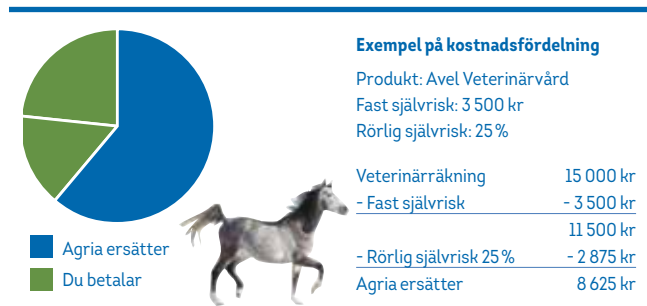 Exempel på kostnadsfördelning
Produkt: Avel Veterinärvård
Fast självrisk: 3 500 kr
Rörlig självrisk: 25 %
Veterinärräkning 15 000 kr
- Fast självrisk - 3 500 kr
11 500 kr
- Rörlig självrisk 25 % - 2 875 kr
Agria ersätter 8 625 kr
Agria ersätter
Du betalar